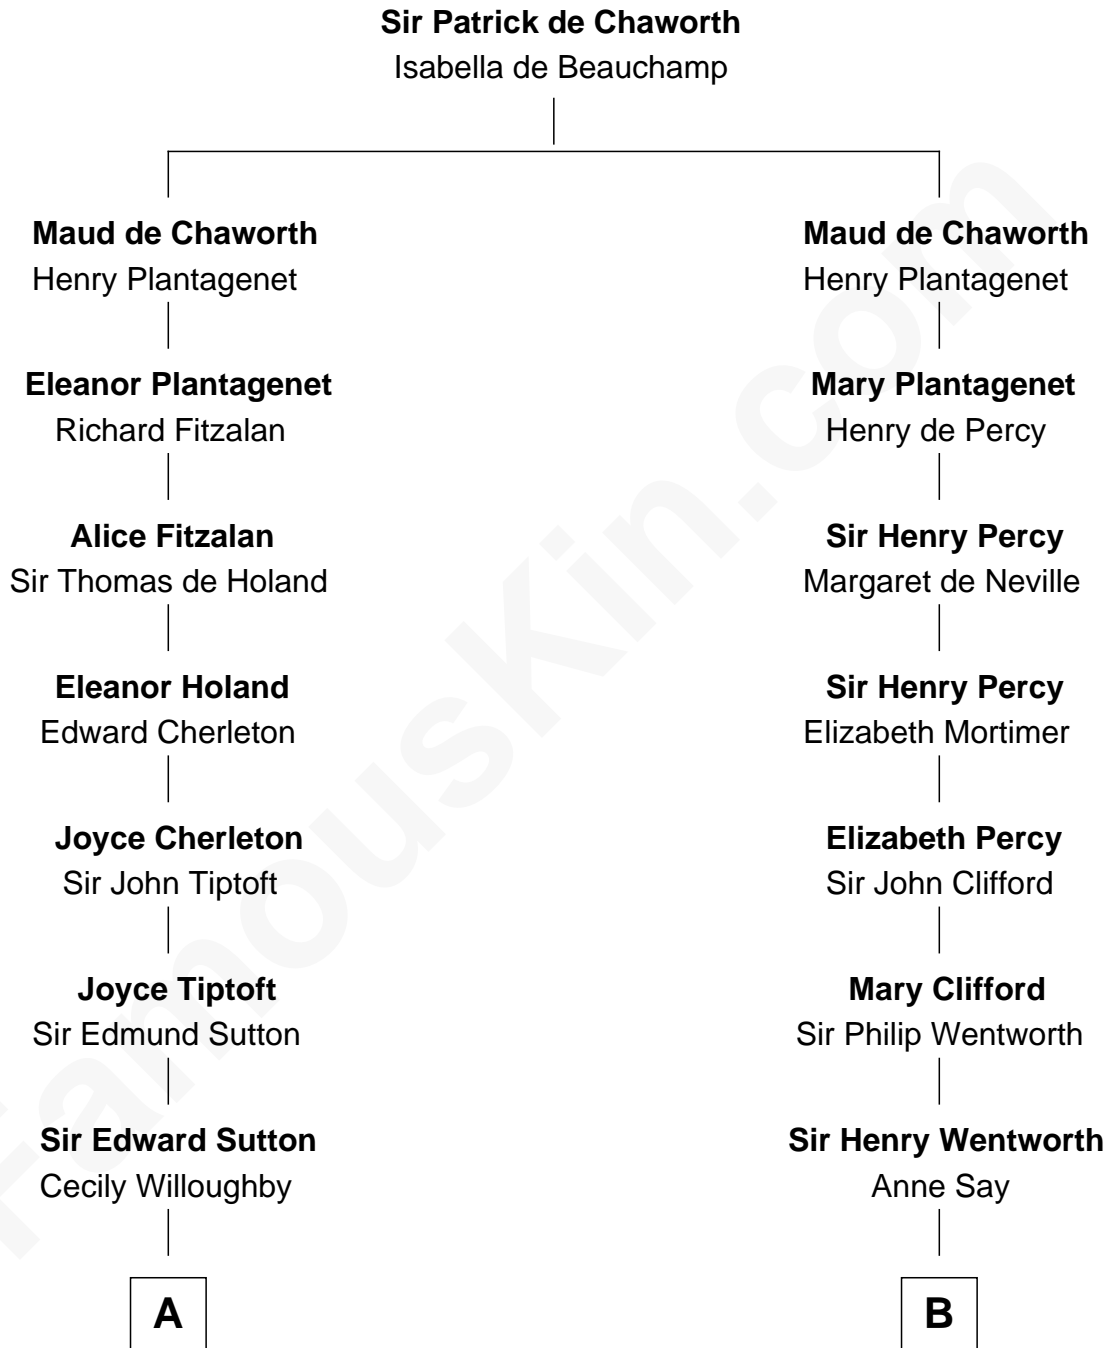 Sir Patrick de Chaworth
Isabella de Beauchamp
Maud de Chaworth
Henry Plantagenet
Maud de Chaworth
Henry Plantagenet
Eleanor Plantagenet
Richard Fitzalan
Mary Plantagenet
Henry de Percy
Alice Fitzalan
Sir Thomas de Holand
Sir Henry Percy
Margaret de Neville
Eleanor Holand
Edward Cherleton
Sir Henry Percy
Elizabeth Mortimer
Joyce Cherleton
Sir John Tiptoft
Elizabeth Percy
Sir John Clifford
Joyce Tiptoft
Sir Edmund Sutton
Mary Clifford
Sir Philip Wentworth
Sir Edward Sutton
Cecily Willoughby
Sir Henry Wentworth
Anne Say
A
B
FamousKin.com